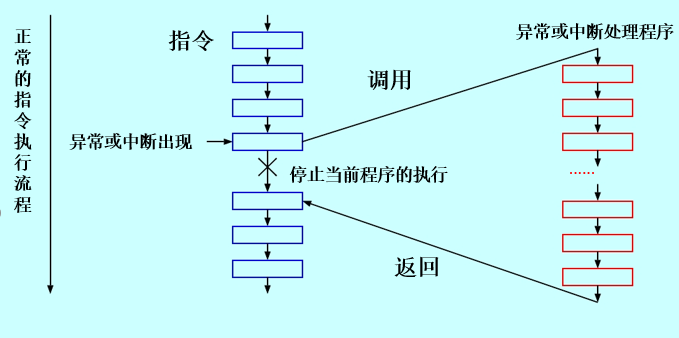 正常的指令执行流程
指令
异常或中断处理程序
调用
异常或中断出现
停止当前程序的执行
......
返回